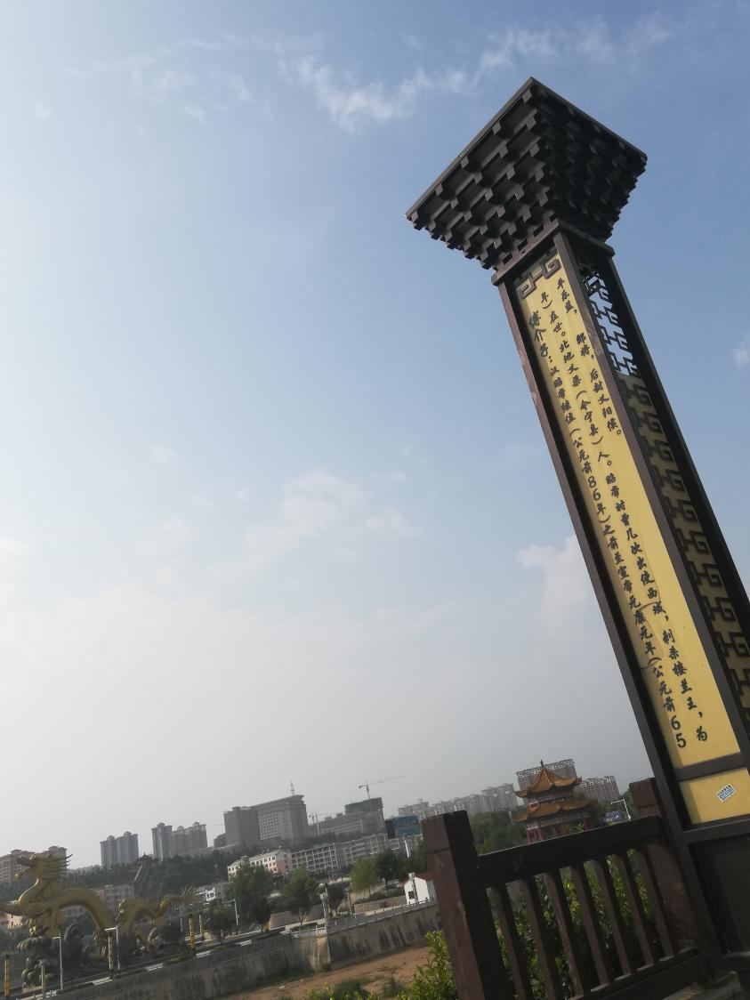 傅介子：汉昭帝继位（公元前86年）之前至宣帝元康元年（公元前65
年）在世。北地义渠（今宁县）人。昭帝时曾几次出使西域，刺杀楼兰王，为
平乐监， 郎将，后封义阳侯。